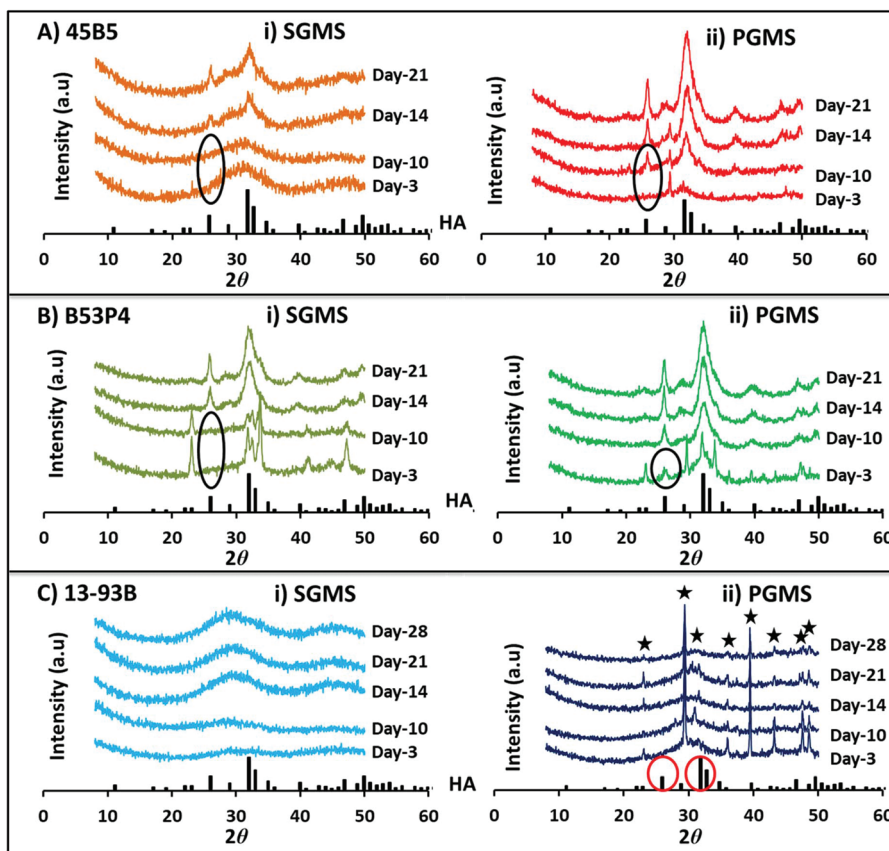 A) 45B5
i) SGMS
ii) PGMS
Intensity (a.u)
Day-21
Day-14
Day-10
Day-3
HA
0 10 20 30 40 50 60
2θ
Intensity (a.u)
Day-21
Day-14
Day-10
Day-3
0 10 20 30 40 50 60
2θ
B) B53P4
i) SGMS
ii) PGMS
Intensity (a.u)
Day-21
Day-14
Day-10
Day-3
HA
0 10 20 30 40 50 60
2θ
Intensity (a.u)
Day-21
Day-14
Day-10
Day-3
0 10 20 30 40 50 60
2θ
C) 13-93B
i) SGMS
ii) PGMS
Intensity (a.u)
Day-28
Day-21
Day-14
Day-10
Day-3
HA
0 10 20 30 40 50 60
2θ
Intensity (a.u)
Day-28
Day-21
Day-14
Day-10
Day-3
0 10 20 30 40 50 60
2θ